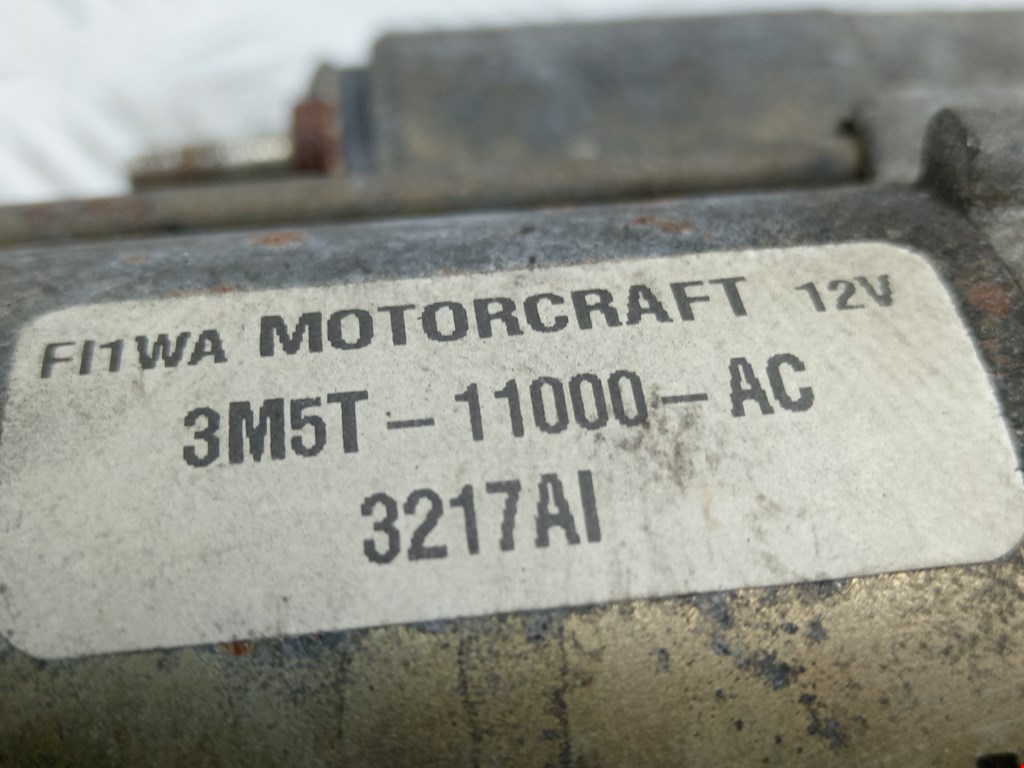 FI1WA MOTORCRAFT 12V
3M5T-11000-AC
3217AI